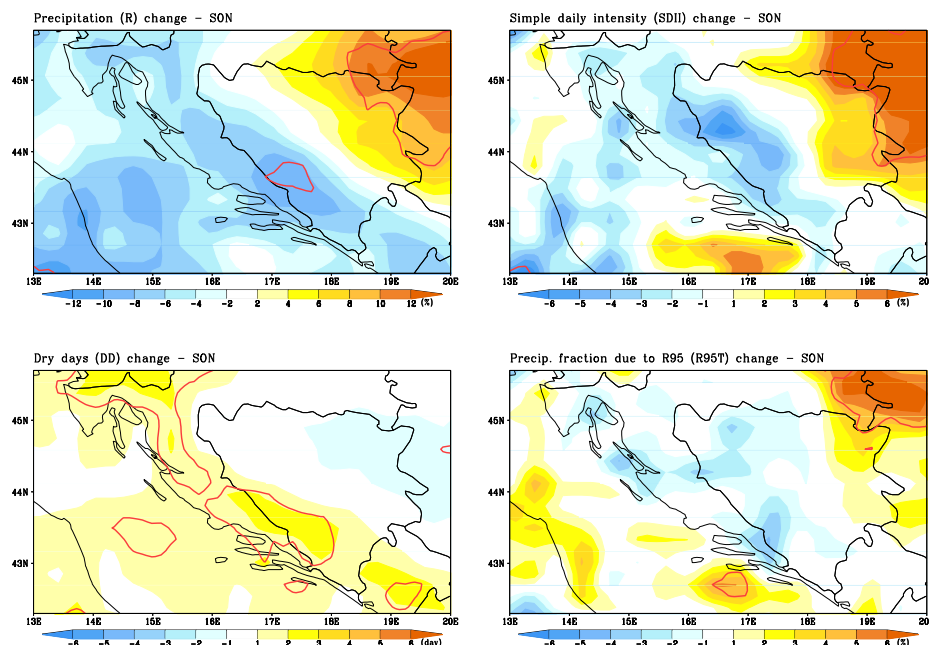 Precipitation (R) change - SON
Simple daily intensity (SDII) change - SON
45N
44N
43N
13E 14E 15E 16E 17E 18E 19E 20E
-12 -10 -8 -6 -4 -2 2 4 6 8 10 12 (%)
45N
44N
43N
13E 14E 15E 16E 17E 18E 19E 20E
-6 -5 -4 -3 -2 -1 1 2 3 4 5 6 (%)
Dry days (DD) change - SON
Precip. fraction due to R95 (R95T) change - SON
45N
44N
43N
13E 14E 15E 16E 17E 18E 19E 20E
-6 -5 -4 -3 -2 -1 1 2 3 4 5 6 (day)
45N
44N
43N
13E 14E 15E 16E 17E 18E 19E 20E
-6 -5 -4 -3 -2 -1 1 2 3 4 5 6 (%)